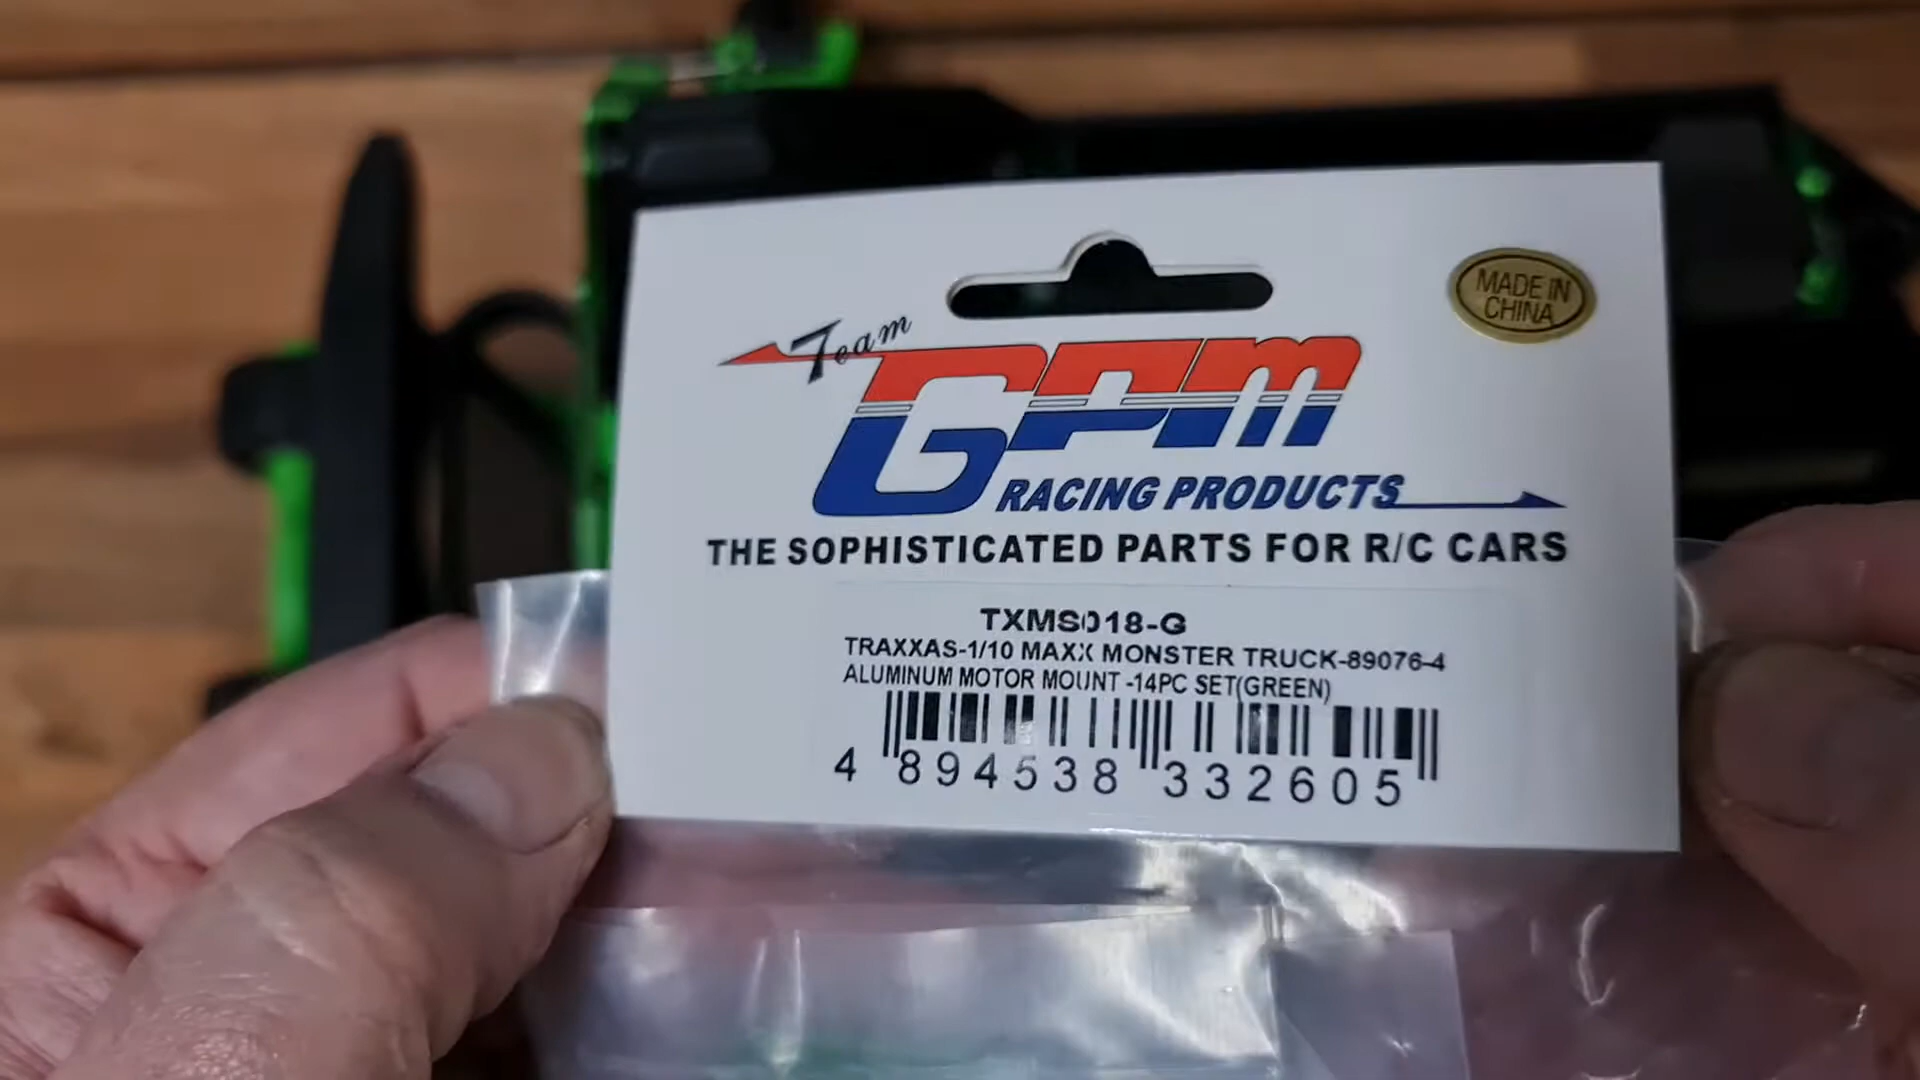 MADE IN
CHINA
Team
GPM
RACING PRODUCTS
THE SOPHISTICATED PARTS FOR R/C CARS
TXMS018-G
TRAXXAS-1/10 MAXX MONSTER TRUCK-89076-4
ALUMINUM MOTOR MOUNT -14PC SET(GREEN)
4 894538 332605